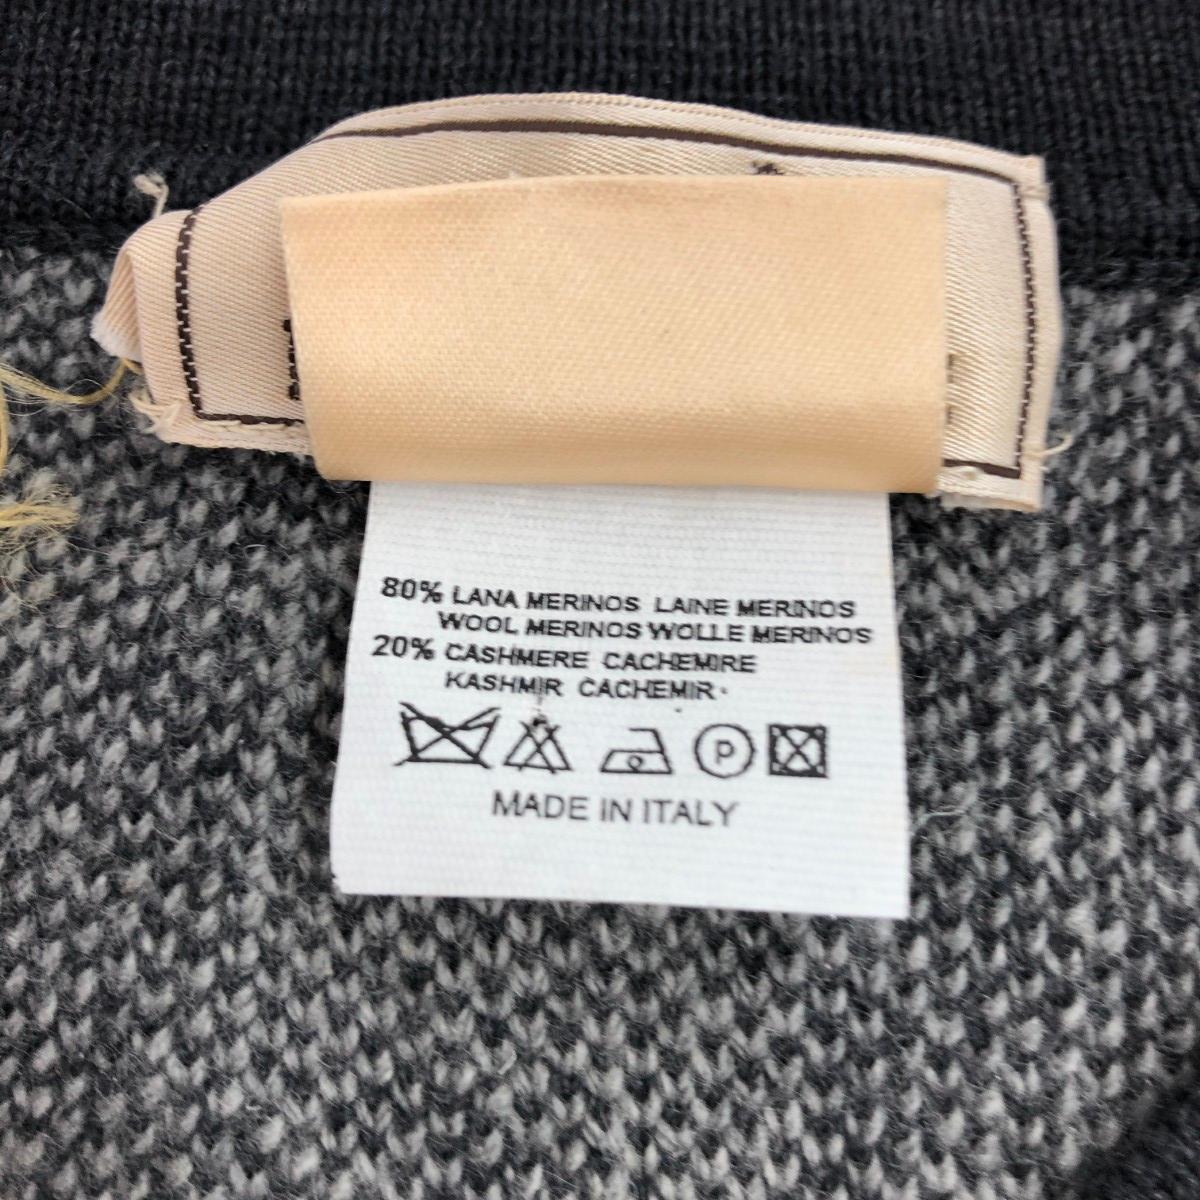 80% LANA MERINOS LAINE MERINOS
WOOL MERINOS WOLLE MERINOS
20% CASHMERE CACHEMIRE
KASHMIR CACHEMIR
P
MADE IN ITALY